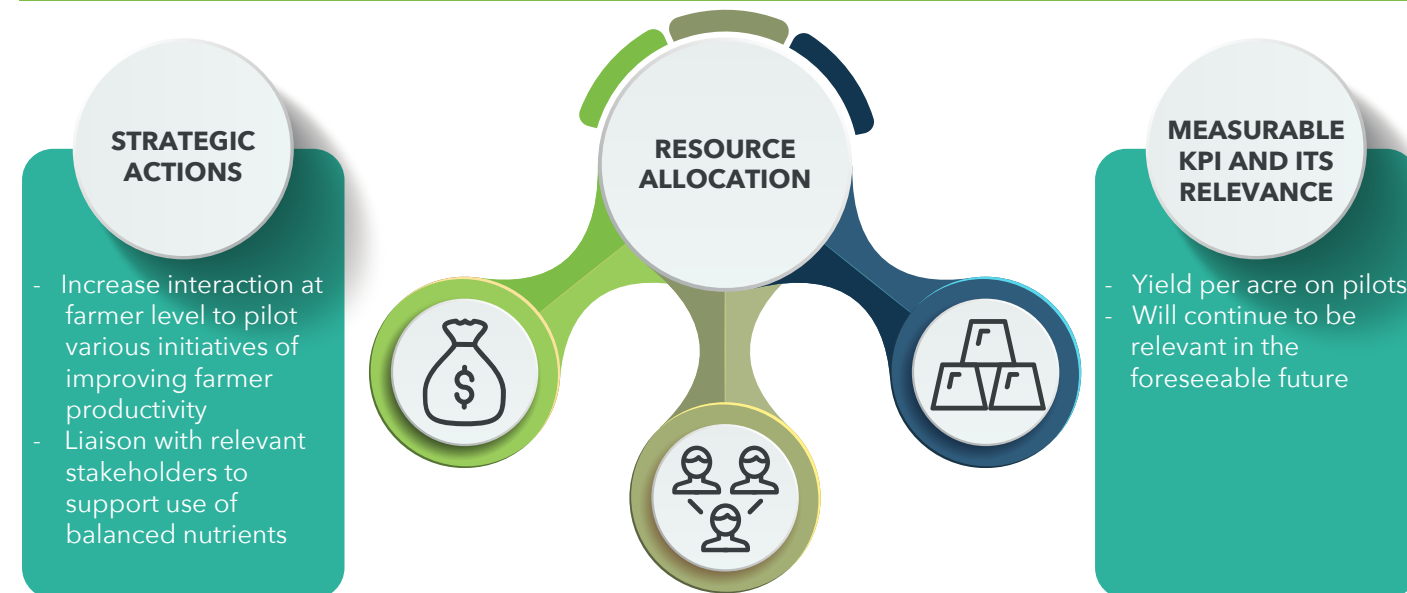 STRATEGIC
ACTIONS
- Increase interaction at
farmer level to pilot
various initiatives of
improving farmer
productivity
- Liaison with relevant
stakeholders to
support use of
balanced nutrients
RESOURCE
ALLOCATION
$
MEASURABLE
KPI AND ITS
RELEVANCE
- Yield per acre on pilots
- Will continue to be
relevant in the
foreseeable future